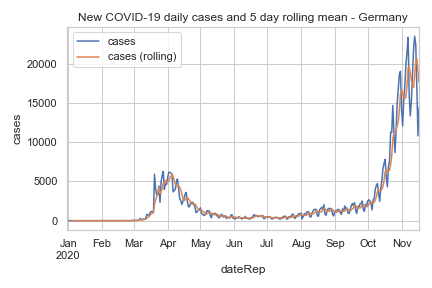 New COVID-19 daily cases and 5 day rolling mean - Germany
cases
cases (rolling)
cases
20000
15000
10000
5000
0
Jan Feb Mar Apr May Jun Jul Aug Sep Oct Nov
2020
dateRep